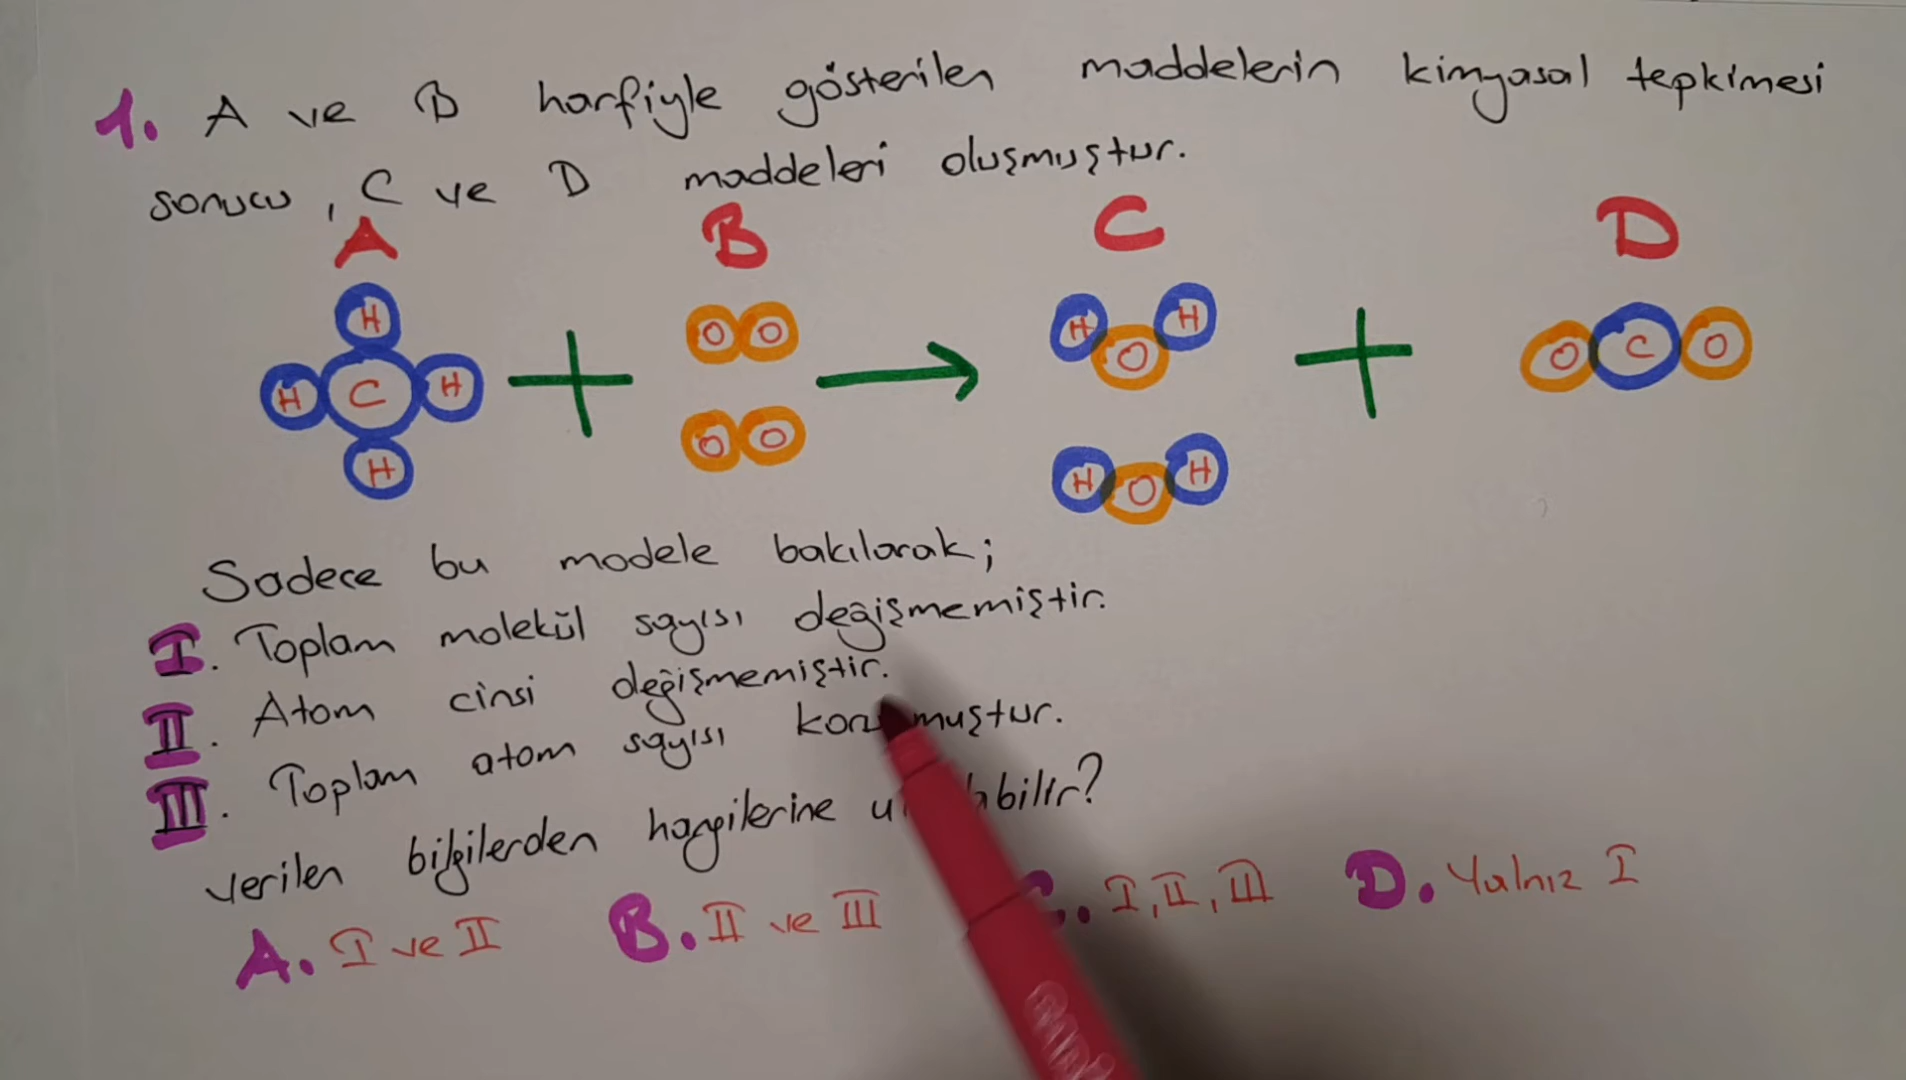 1. A ve B harfiyle gösterilen maddelerin kimyasal tepkimesi
sonucu, C ve D maddeleri oluşmuştur.
A B C D
H
H C H
H
+
O O
O O
→
H O H
H O H
+
O C O
Sadece bu modele bakılarak;
I. Toplam molekül sayısı değişmemiştir.
II. Atom cinsi değişmemiştir.
III. Toplam atom sayısı muştur.
verilen bilgilerden hangilerine
A. I ve II B. II ve III C. I, II, III D. Yalnız I